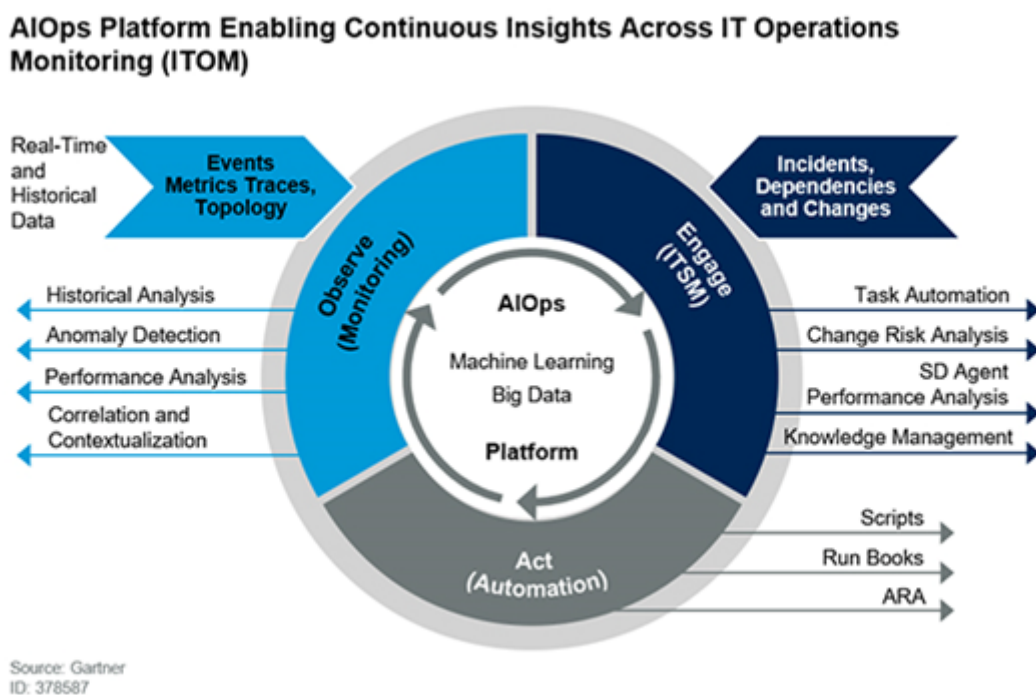 AIOps Platform Enabling Continuous Insights Across IT Operations
Monitoring (ITOM)
Real-Time
and
Historical
Data
Events
Metrics Traces,
Topology
Incidents,
Dependencies
and Changes
Observe
(Monitoring)
Engage
(ITSM)
AIOps
Machine Learning
Big Data
Platform
Historical Analysis
Anomaly Detection
Performance Analysis
Correlation and
Contextualization
Task Automation
Change Risk Analysis
SD Agent
Performance Analysis
Knowledge Management
Act
(Automation)
Scripts
Run Books
ARA
Source: Gartner
ID: 378587